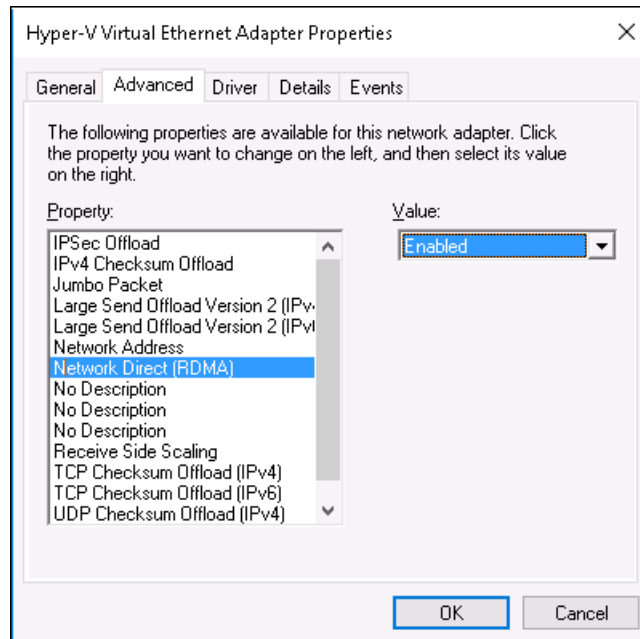 Hyper-V Virtual Ethernet Adapter Properties
General Advanced Driver Details Events
The following properties are available for this network adapter. Click
the property you want to change on the left, and then select its value
on the right.
Property: Value:
IPSec Offload Enabled
IPv4 Checksum Offload
Jumbo Packet
Large Send Offload Version 2 (IPv
Large Send Offload Version 2 (IPv
Network Address
Network Direct (RDMA)
No Description
No Description
No Description
Receive Side Scaling
TCP Checksum Offload (IPv4)
TCP Checksum Offload (IPv6)
UDP Checksum Offload (IPv4)
OK Cancel